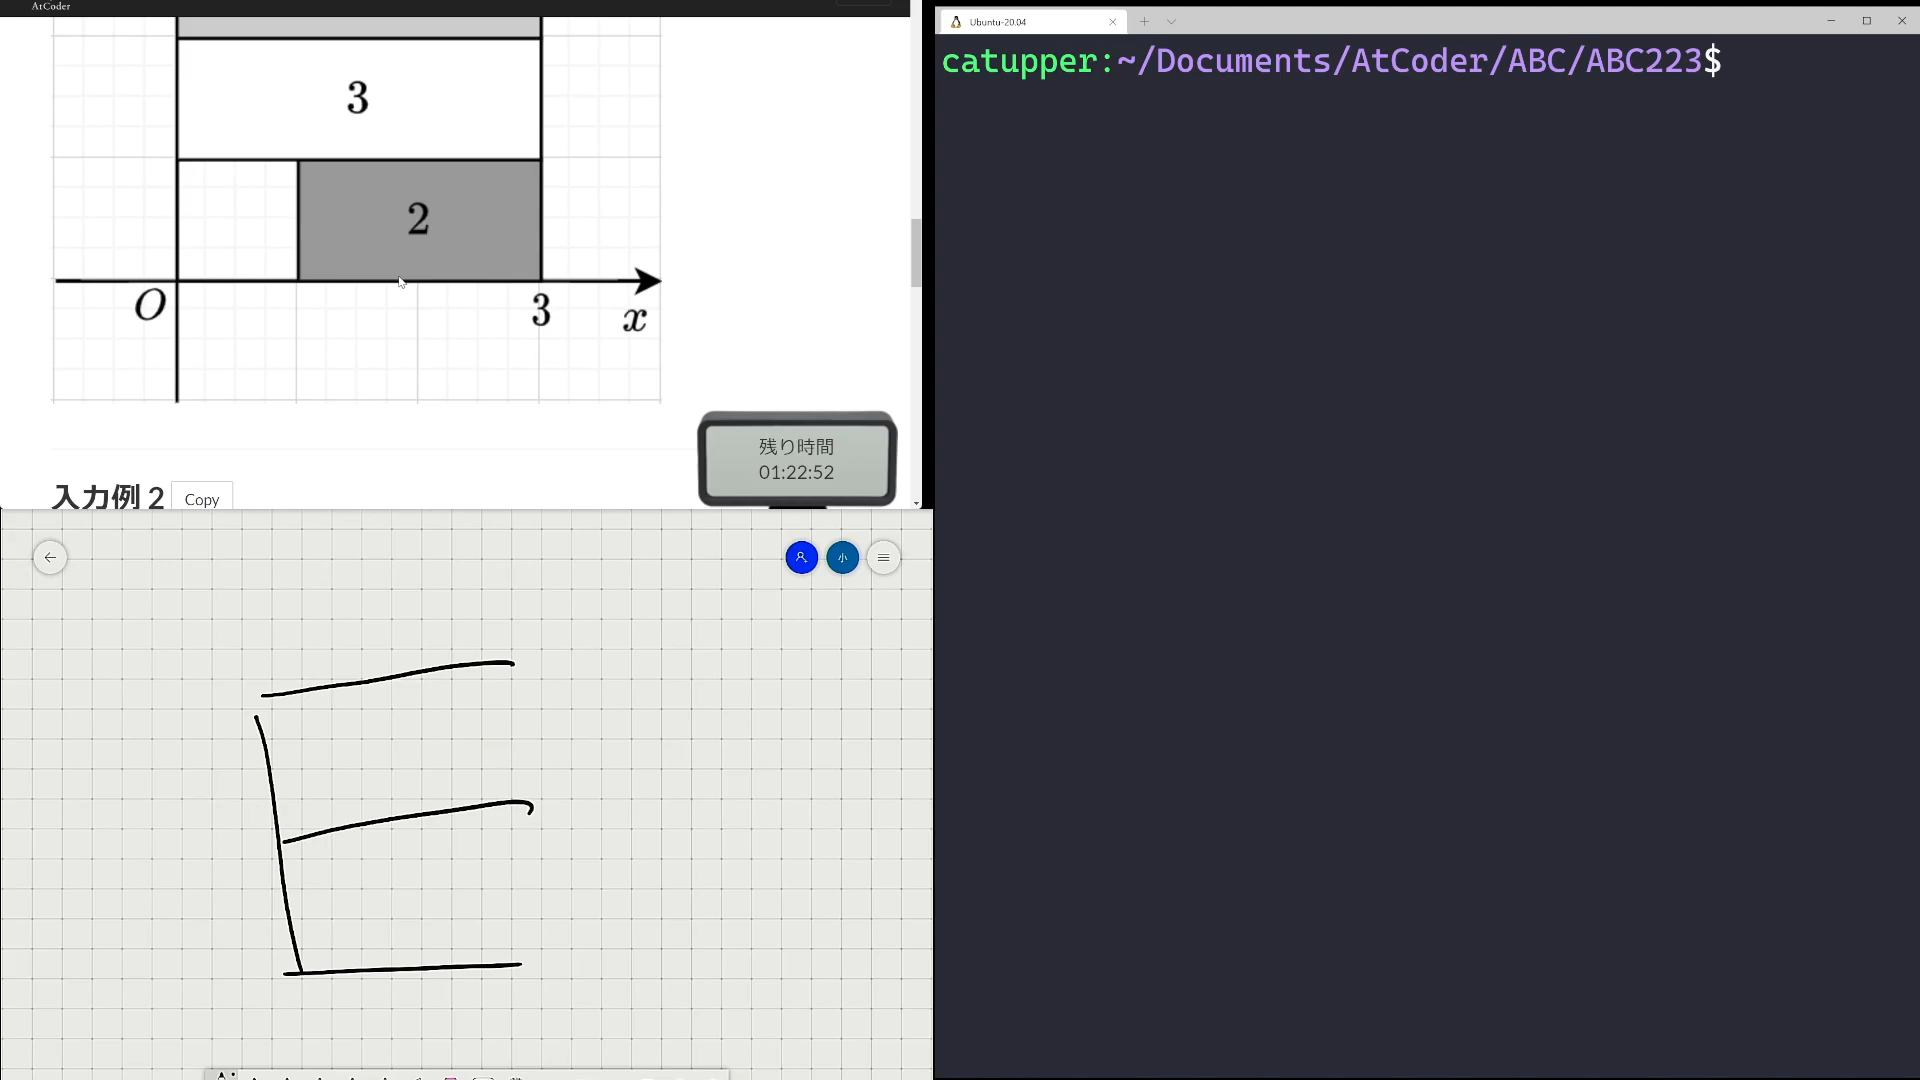 AtCoder
3
2
O
3
x
残り時間
01:22:52
入力例 2
Copy
小
E
Ubuntu-20.04
catupper:~/Documents/AtCoder/ABC/ABC223$